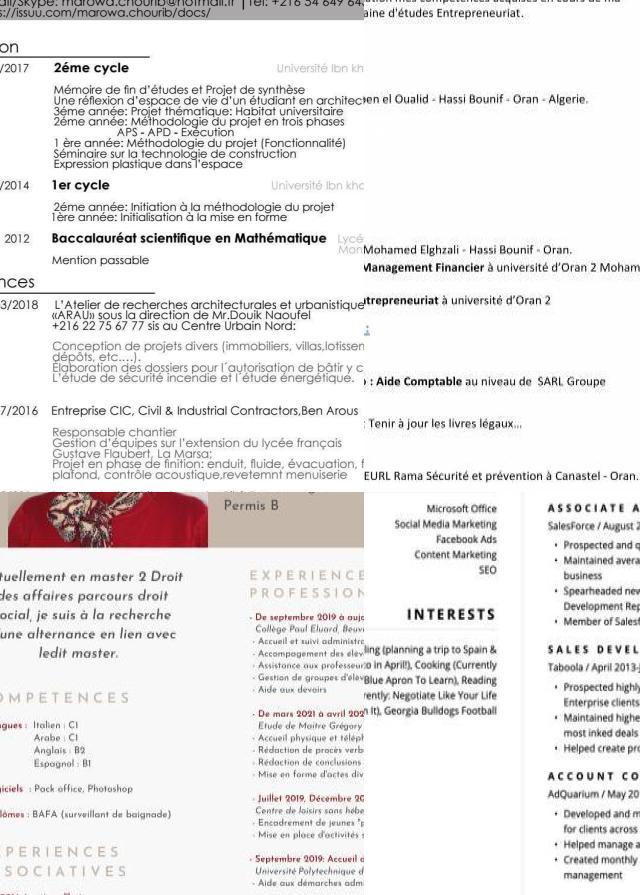 marowa.chourib@hotmail.fr | Tel: +216 54 649
s://issuu.com/marowa.chourib/docs/
on
/2017 2éme cycle Université Ibn kh
Mémoire de fin d'études et Projet de synthèse
Une réflexion d'espace de vie d'un étudiant en architec
3éme année: Projet thématique: Habitat universitaire
2éme année: Méthodologie du projet en trois phases
APS - APD - Exécution
1 ère année: Méthodologie du projet (Fonctionnalité)
Séminaire sur la technologie de construction
Expression plastique dans l'espace
/2014 1er cycle Université Ibn kha
2éme année: Initiation à la méthodologie du projet
1ère année: Initialisation à la mise en forme
2012 Baccalauréat scientifique en Mathématique Lycé
Mon
Mention passable
nces
3/2018 L'Atelier de recherches architecturales et urbanistique
«ARAU» sous la direction de Mr.Douik Naoufel
+216 22 75 67 77 sis au Centre Urbain Nord:
Conception de projets divers (immobiliers, villas,lotissen
dépôts, etc....).
Élaboration des dossiers pour l'autorisation de bâtir y c
L'étude de sécurité incendie et l'étude énergétique.
7/2016 Entreprise CIC, Civil & Industrial Contractors,Ben Arous
Responsable chantier
Gestion d'équipes sur l'extension du lycée français
Gustave Flaubert, La Marsa;
Projet en phase de finition: enduit, fluide, évacuation, f
plafond, contrôle acoustique,revetemnt menuiserie
mes compétences acquises en cours de
aine d'études Entrepreneuriat.
en el Oualid - Hassi Bounif - Oran - Algerie.
Mohamed Elghzali - Hassi Bounif - Oran.
Management Financier à université d'Oran 2 Moham
trepreneuriat à université d'Oran 2
: Aide Comptable au niveau de SARL Groupe
: Tenir à jour les livres légaux...
EURL Rama Sécurité et prévention à Canastel - Oran.
Permis B
tuellement en master 2 Droit
des affaires parcours droit
ocial, je suis à la recherche
'une alternance en lien avec
ledit master.
OMPETENCES
ngues : Italien : C1
Arabe : C1
Anglais : B2
Espagnol : B1
giciels : Pack office, Photoshop
lômes : BAFA (surveillant de baignade)
PERIENCES
SOCIATIVES
EXPERIENCE
PROFESSION
- De septembre 2019 à aujo
Collège Paul Eluard, Beuv
- Accueil et suivi administra
- Accompagnement des élèv
- Assistance aux professeur
- Gestion de groupes d'élèv
- Aide aux devoirs
- De mars 2021 à avril 202
Etude de Maitre Grégory
- Accueil physique et téléph
- Rédaction de procès verb
- Rédaction de conclusions
- Mise en forme d'actes div
- Juillet 2019, Décembre 20
Centre de loisirs sans hébe
- Encadrement de jeunes "p
- Mise en place d'activités s
- Septembre 2019: Accueil d
Université Polytechnique d
- Aide aux démarches adm
Microsoft Office
Social Media Marketing
Facebook Ads
Content Marketing
SEO
INTERESTS
ling (planning a trip to Spain &
o in April!), Cooking (Currently
Blue Apron To Learn), Reading
rently: Negotiate Like Your Life
n It), Georgia Bulldogs Football
ASSOCIATE A
SalesForce / August 2
• Prospected and q
• Maintained avera
business
• Spearheaded new
Development Rep
• Member of Salesf
SALES DEVEL
Taboola / April 2013-J
• Prospected highly
Enterprise clients
• Maintained highe
most inked deals
• Helped create pro
ACCOUNT CO
AdQuarium / May 20
• Developed and m
for clients across
• Helped manage a
• Created monthly
management